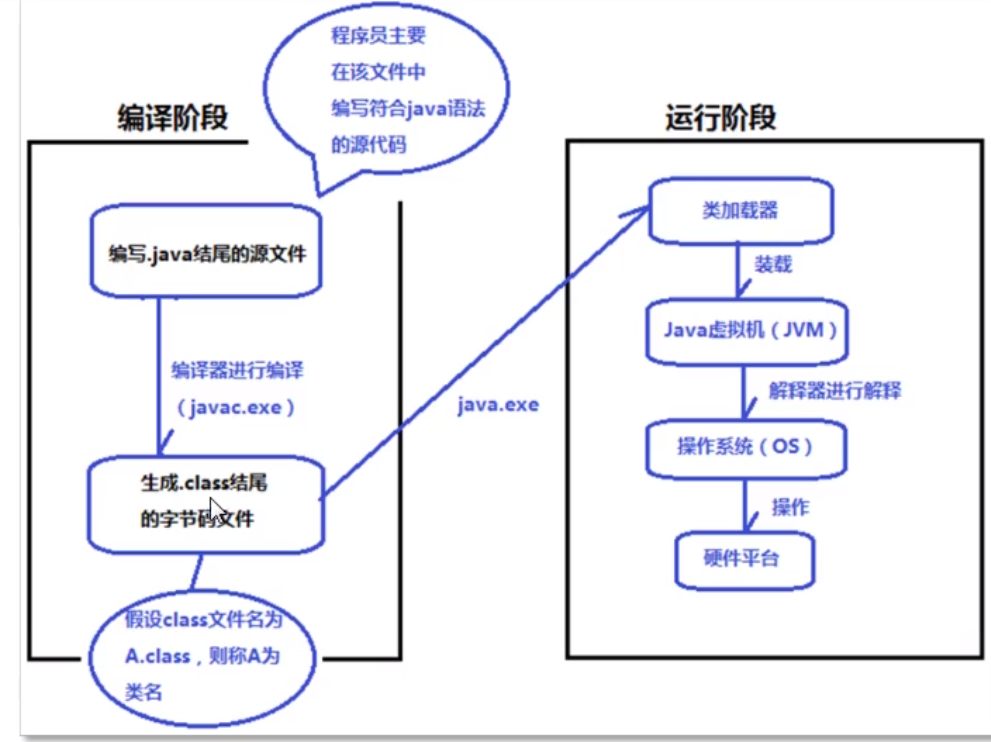 程序员主要
在该文件中
编写符合java语法
的源代码
编译阶段
编写.java结尾的源文件
编译器进行编译
（javac.exe）
生成.class结尾
的字节码文件
假设class文件名为
A.class，则称A为
类名
java.exe
运行阶段
类加载器
装载
Java虚拟机（JVM）
解释器进行解释
操作系统（OS）
操作
硬件平台